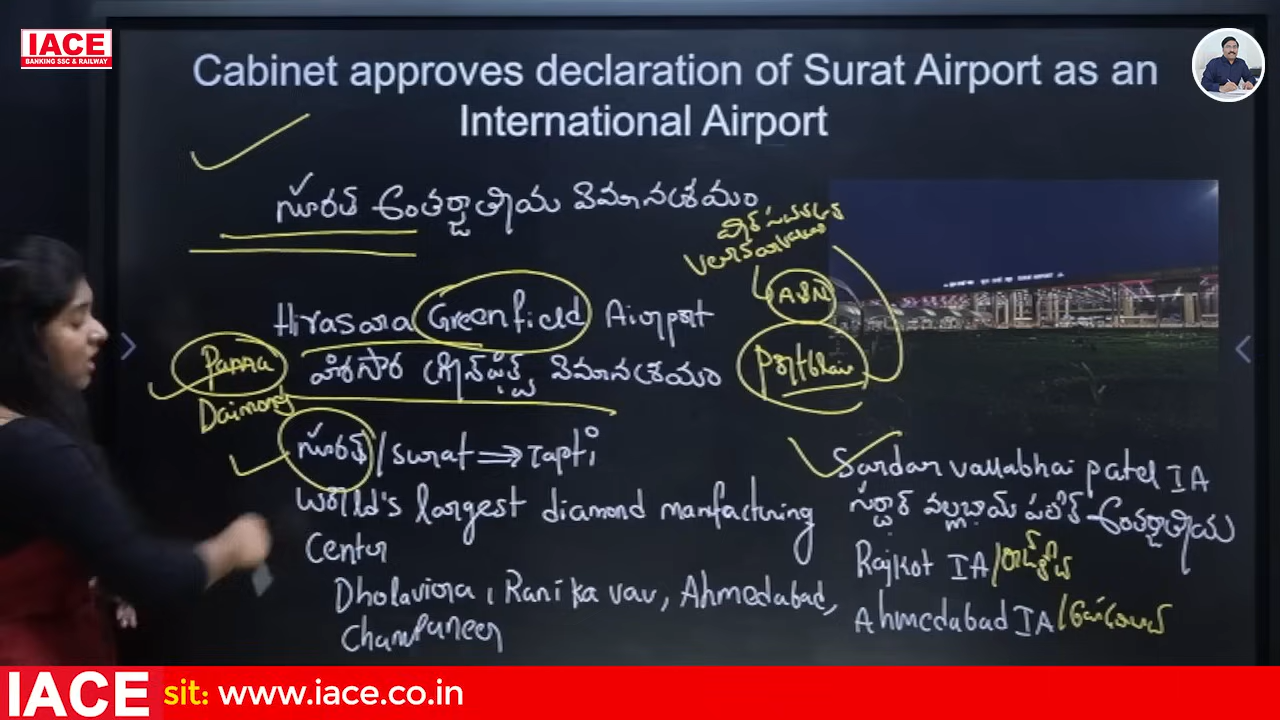 IACE
BANKING SSC & RAILWAY
Cabinet approves declaration of Surat Airport as an
International Airport
సూరత్ అంతర్జాతీయ విమానాశ్రయం
Hirasara Greenfield Airport
హిరసార గ్రీన్‌ఫీల్డ్ విమానాశ్రయం
Panna
Daimond
సూరత్ / Surat ⇒ Tapti
World's largest diamond manfacturing
Center
Dholavira, Rani ka vav, Ahmedabad,
Champaneer
A&N
Portblair
SURAT AIRPORT
Sardar vallabhai patel IA
సర్దార్ వల్లభాయ్ పటేల్ అంతర్జాతీయ
Rajkot IA/రాజ్‌కోట్
Ahmedabad IA/
IACE sit: www.iace.co.in